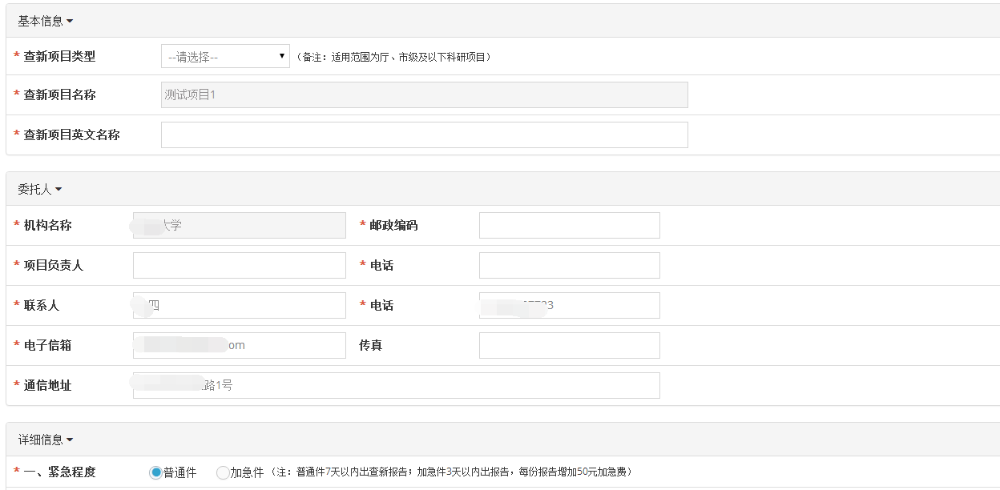 基本信息
* 查新项目类型 --请选择-- （备注：适用范围为厅、市级及以下科研项目）
* 查新项目名称 测试项目1
* 查新项目英文名称
委托人
* 机构名称 大学 * 邮政编码
* 项目负责人 * 电话
* 联系人 四 * 电话 3
* 电子信箱 om 传真
* 通信地址 路1号
详细信息
* 一、紧急程度 普通件 加急件 （注：普通件7天以内出查新报告；加急件3天以内出报告，每份报告增加50元加急费）